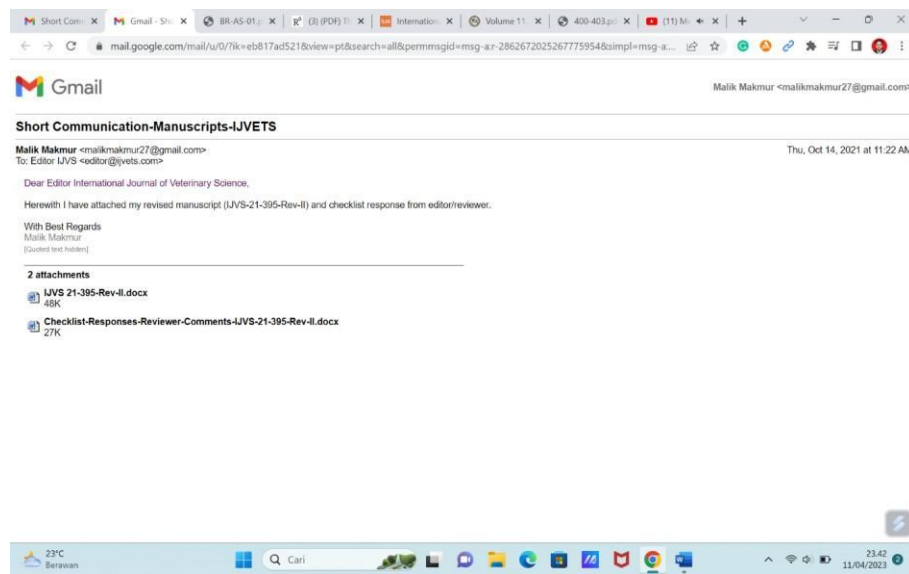 Short Com
Gmail - Sh
BR-AS-01.p
(3) (PDF) Th
Internation
Volume 11
400-403.pd
(11) M
mail.google.com/mail/u/0/?ik=eb817ad521&view=pt&search=all&permmsgid=msg-a:r-2862672025267775954&simpl=msg-a:...
Gmail
Malik Makmur <malikmakmur27@gmail.com>
Short Communication-Manuscripts-IJVETS
Malik Makmur <malikmakmur27@gmail.com>
Thu, Oct 14, 2021 at 11:22 AM
To: Editor IJVS <editor@ijvets.com>
Dear Editor International Journal of Veterinary Science,
Herewith I have attached my revised manuscript (IJVS-21-395-Rev-II) and checklist response from editor/reviewer.
With Best Regards
Malik Makmur
[Quoted text hidden]
2 attachments
IJVS 21-395-Rev-II.docx
48K
Checklist-Responses-Reviewer-Comments-IJVS-21-395-Rev-II.docx
27K
23°C
Berawan
Cari
23.42
11/04/2023